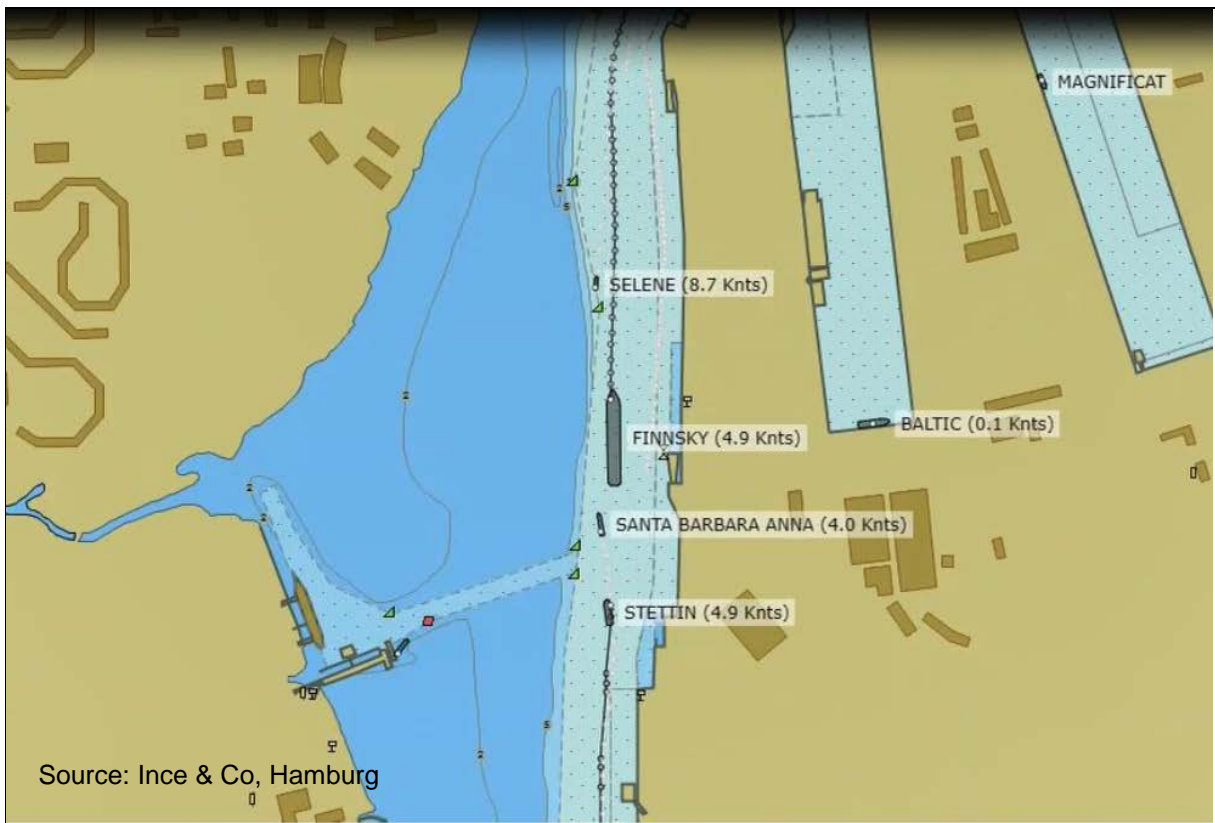 MAGNIFICAT
SELENE (8.7 Knts)
BALTIC (0.1 Knts)
FINNSKY (4.9 Knts)
SANTA BARBARA ANNA (4.0 Knts)
STETTIN (4.9 Knts)
Source: Ince & Co, Hamburg